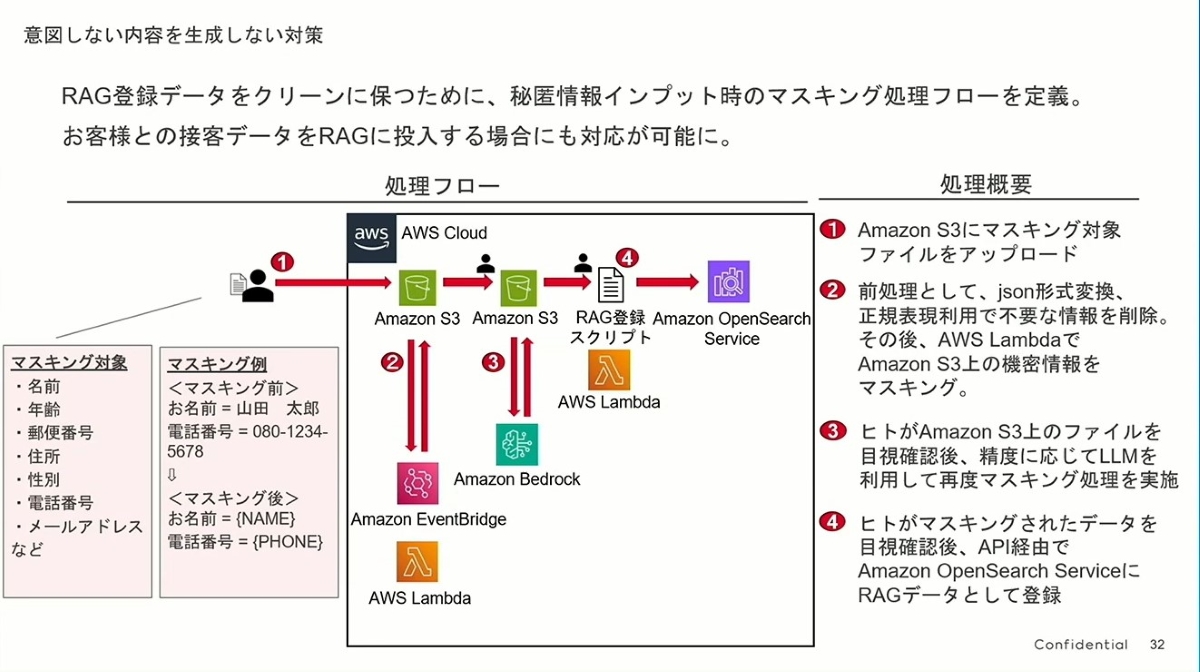 意図しない内容を生成しない対策
RAG登録データをクリーンに保つために、秘匿情報インプット時のマスキング処理フローを定義。
お客様との接客データをRAGに投入する場合にも対応が可能に。
処理フロー
aws
AWS Cloud
1
4
Amazon S3
Amazon S3
RAG登録
スクリプト
Amazon OpenSearch
Service
2
3
AWS Lambda
Amazon Bedrock
Amazon EventBridge
AWS Lambda
マスキング対象
・名前
・年齢
・郵便番号
・住所
・性別
・電話番号
・メールアドレス
など
マスキング例
＜マスキング前＞
お名前 = 山田　太郎
電話番号 = 080-1234-
5678
⇩
＜マスキング後＞
お名前 = {NAME}
電話番号 = {PHONE}
処理概要
1 Amazon S3にマスキング対象
ファイルをアップロード
2 前処理として、json形式変換、
正規表現利用で不要な情報を削除。
その後、AWS Lambdaで
Amazon S3上の機密情報を
マスキング。
3 ヒトがAmazon S3上のファイルを
目視確認後、精度に応じてLLMを
利用して再度マスキング処理を実施
4 ヒトがマスキングされたデータを
目視確認後、API経由で
Amazon OpenSearch Serviceに
RAGデータとして登録
Confidential 32